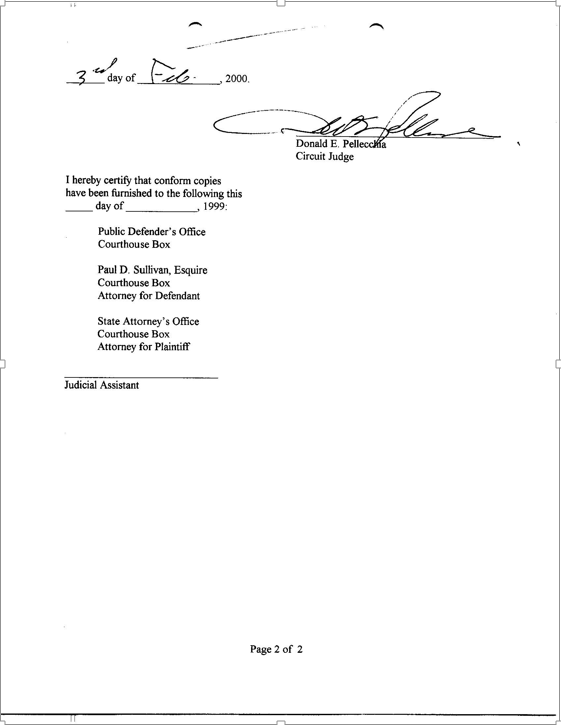 3rd day of Feb., 2000.
Donald E. Pellecchia
Circuit Judge
I hereby certify that conform copies
have been furnished to the following this
_____ day of _____________, 1999:
Public Defender's Office
Courthouse Box
Paul D. Sullivan, Esquire
Courthouse Box
Attorney for Defendant
State Attorney's Office
Courthouse Box
Attorney for Plaintiff
Judicial Assistant
Page 2 of 2